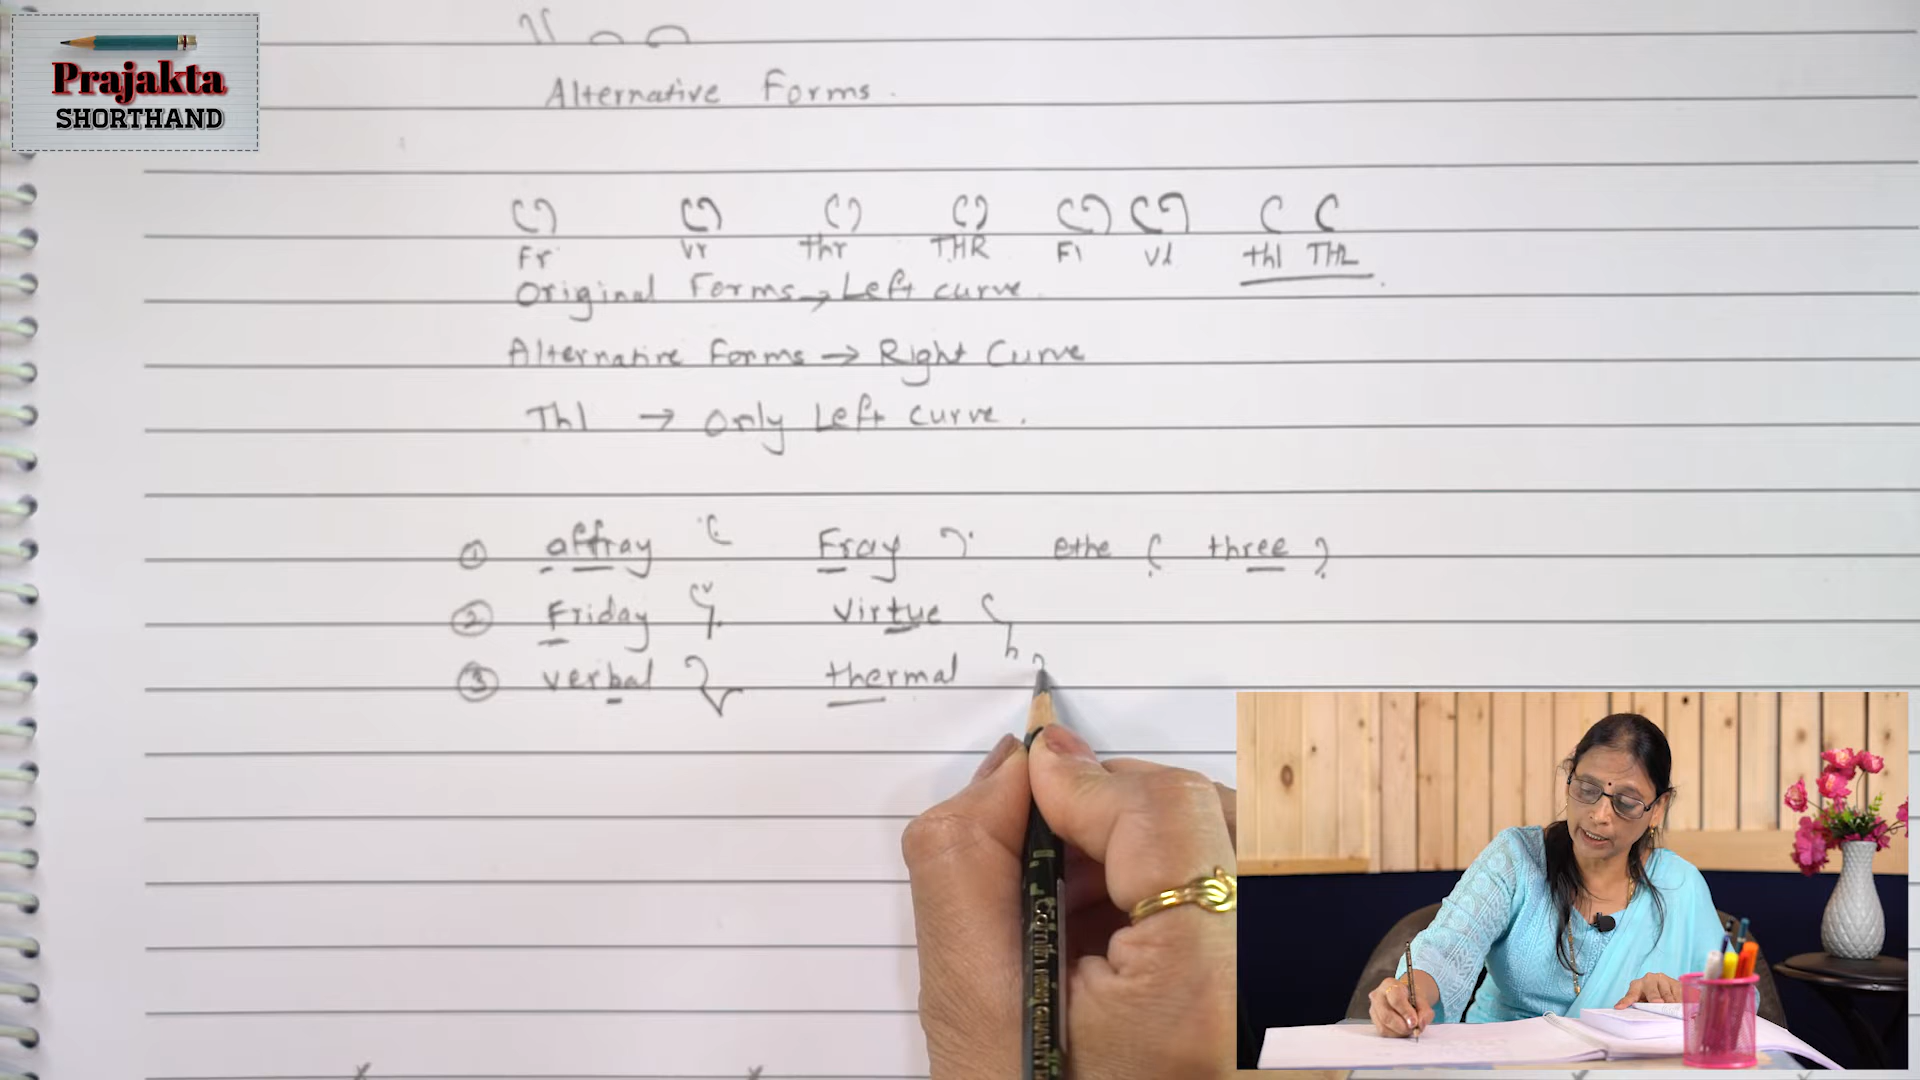 Prajakta
SHORTHAND
Alternative Forms.
Fr Vr thr THR Fl Vl thl THL
Original Forms → Left curve.
Alternative Forms → Right Curve
Thl → Only Left curve.
① affray Fray ethe three
② Friday Virtue
③ verbal thermal